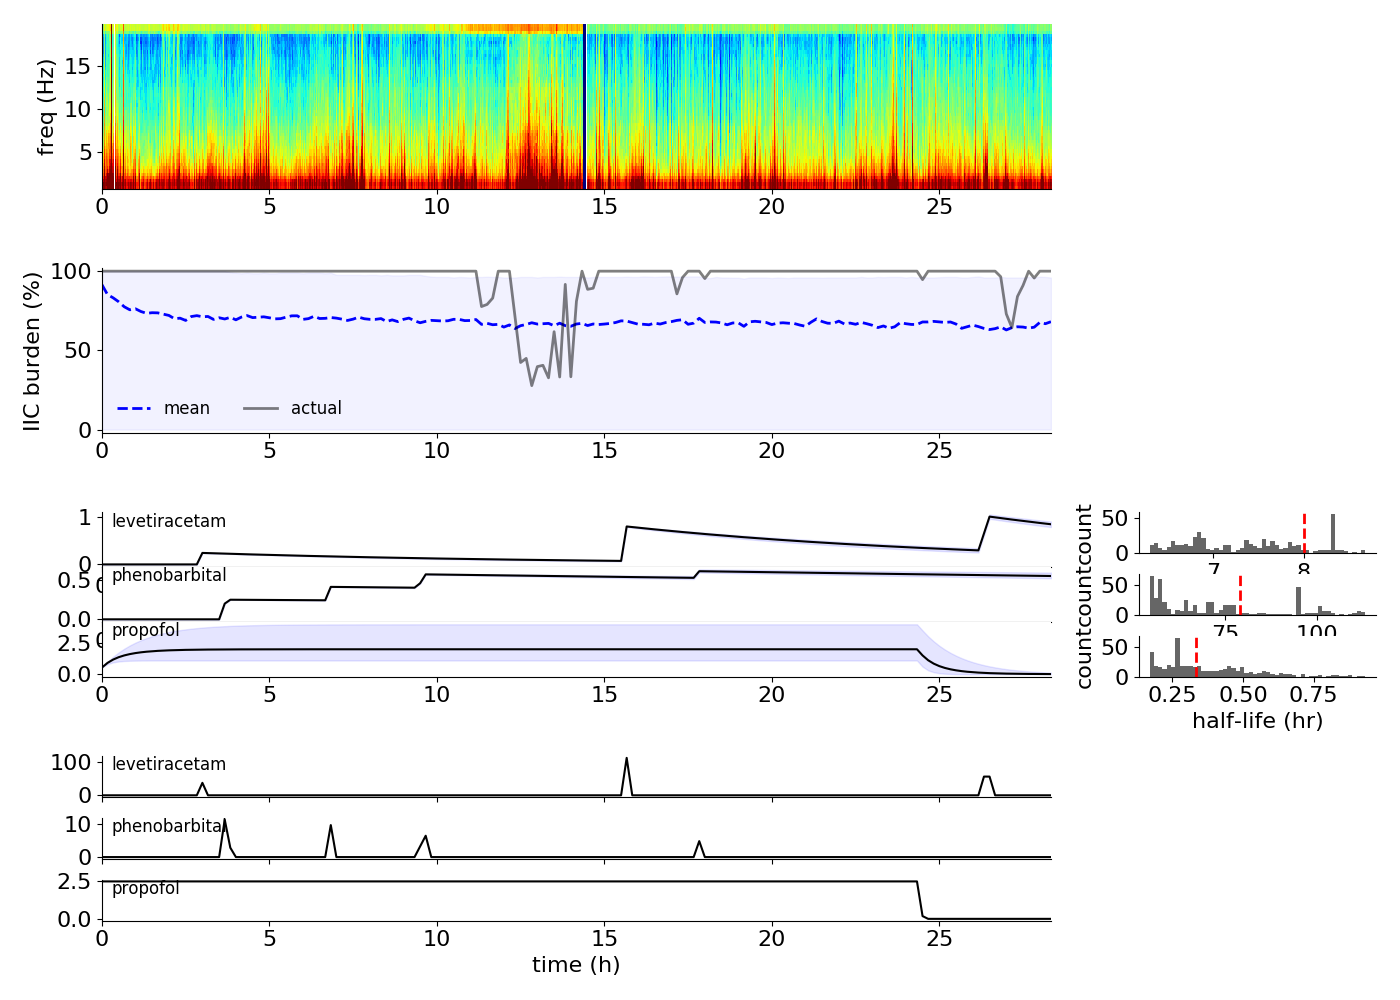 freq (Hz)
15
10
5
0 5 10 15 20 25
IIC burden (%)
100
50
0
mean actual
0 5 10 15 20 25
1
0
levetiracetam
0.5
0.0
phenobarbital
2.5
0.0
propofol
0 5 10 15 20 25
count
50
0
7 8
count
50
0
75 100
count
50
0
0.25 0.50 0.75
half-life (hr)
100
0
levetiracetam
10
0
phenobarbital
2.5
0.0
propofol
0 5 10 15 20 25
time (h)